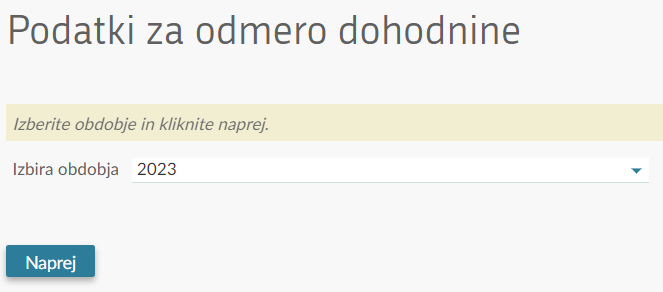 Podatki za odmero dohodnine
Izberite obdobje in kliknite naprej.
Izbira obdobja 2023
Naprej